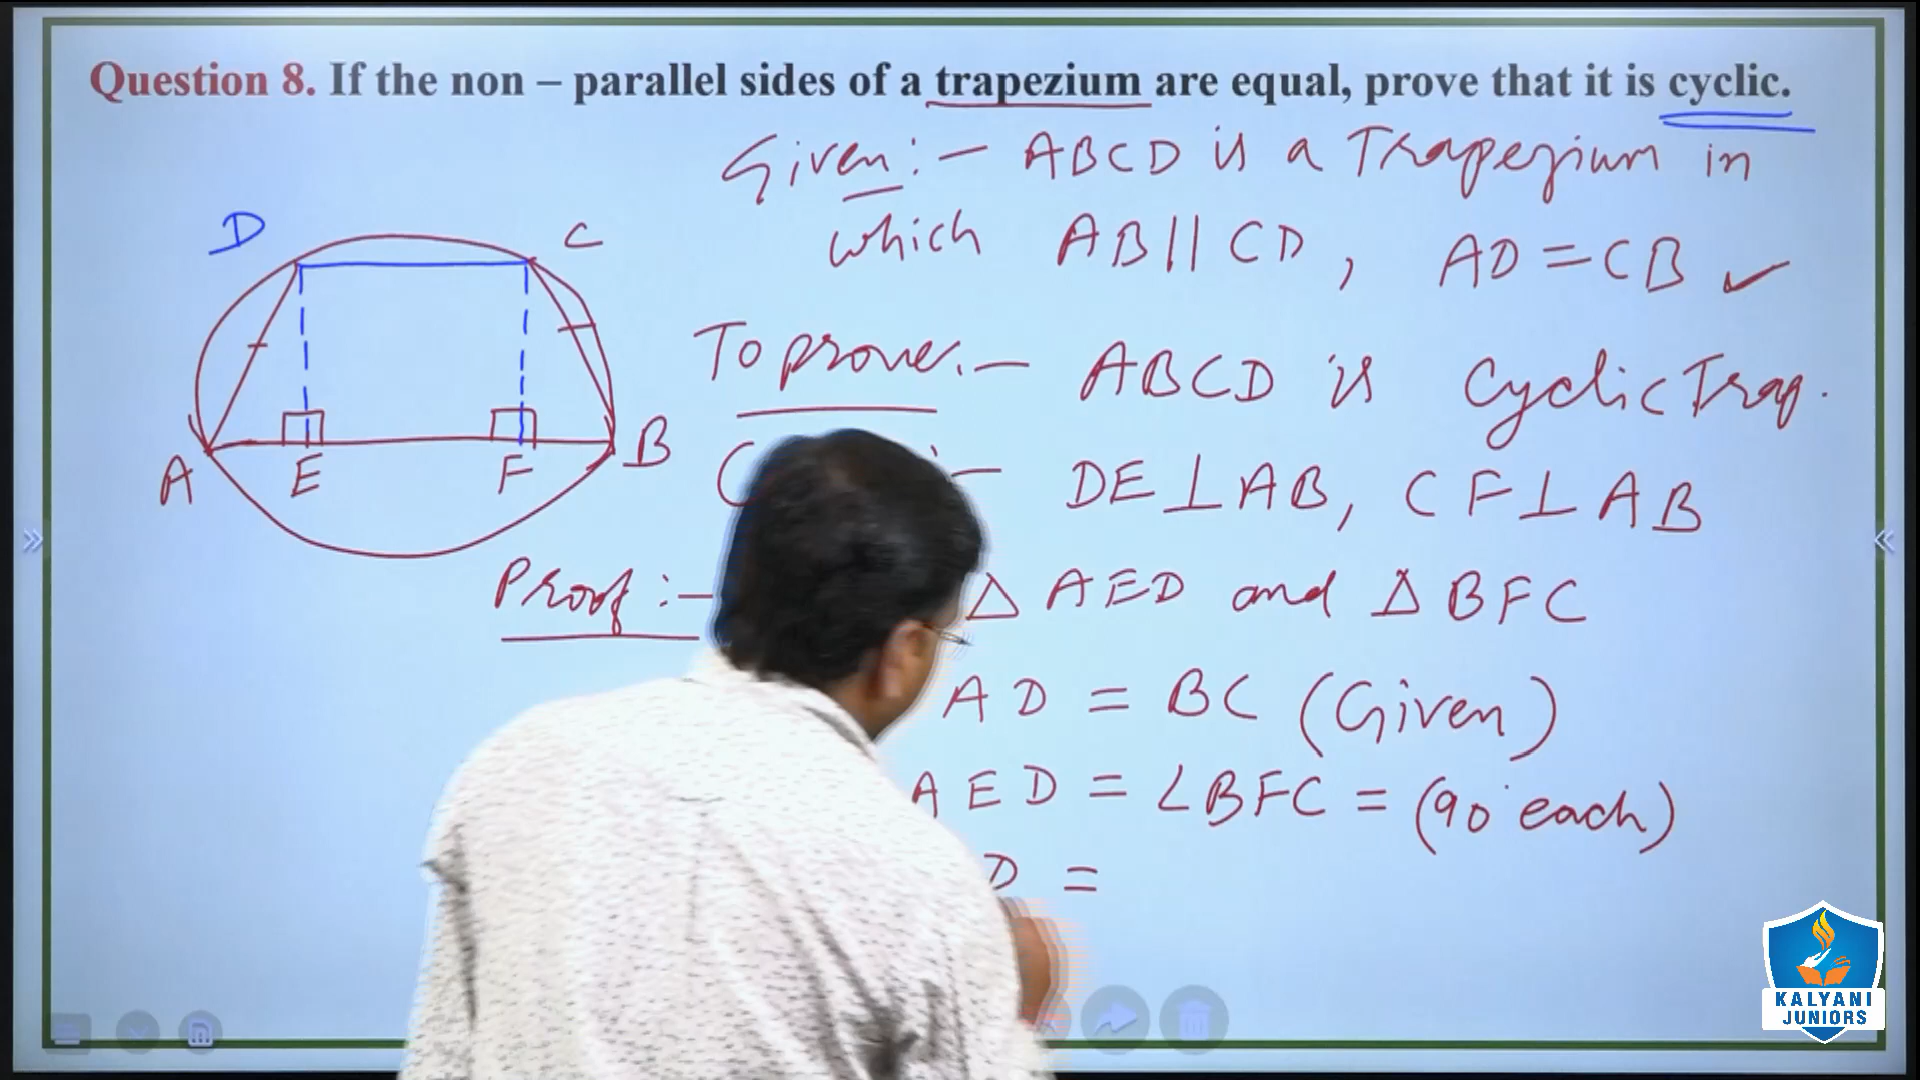 Question 8. If the non – parallel sides of a trapezium are equal, prove that it is cyclic.
Given :- ABCD is a Trapezium in
which AB || CD, AD = CB ✓
To prove :- ABCD is Cyclic Trap.
:- DE ⊥ AB, CF ⊥ AB
Proof :- △ AED and △ BFC
AD = BC (Given)
AED = ∠BFC = (90° each)
D =
D
C
A
E
F
B
KALYANI
JUNIORS